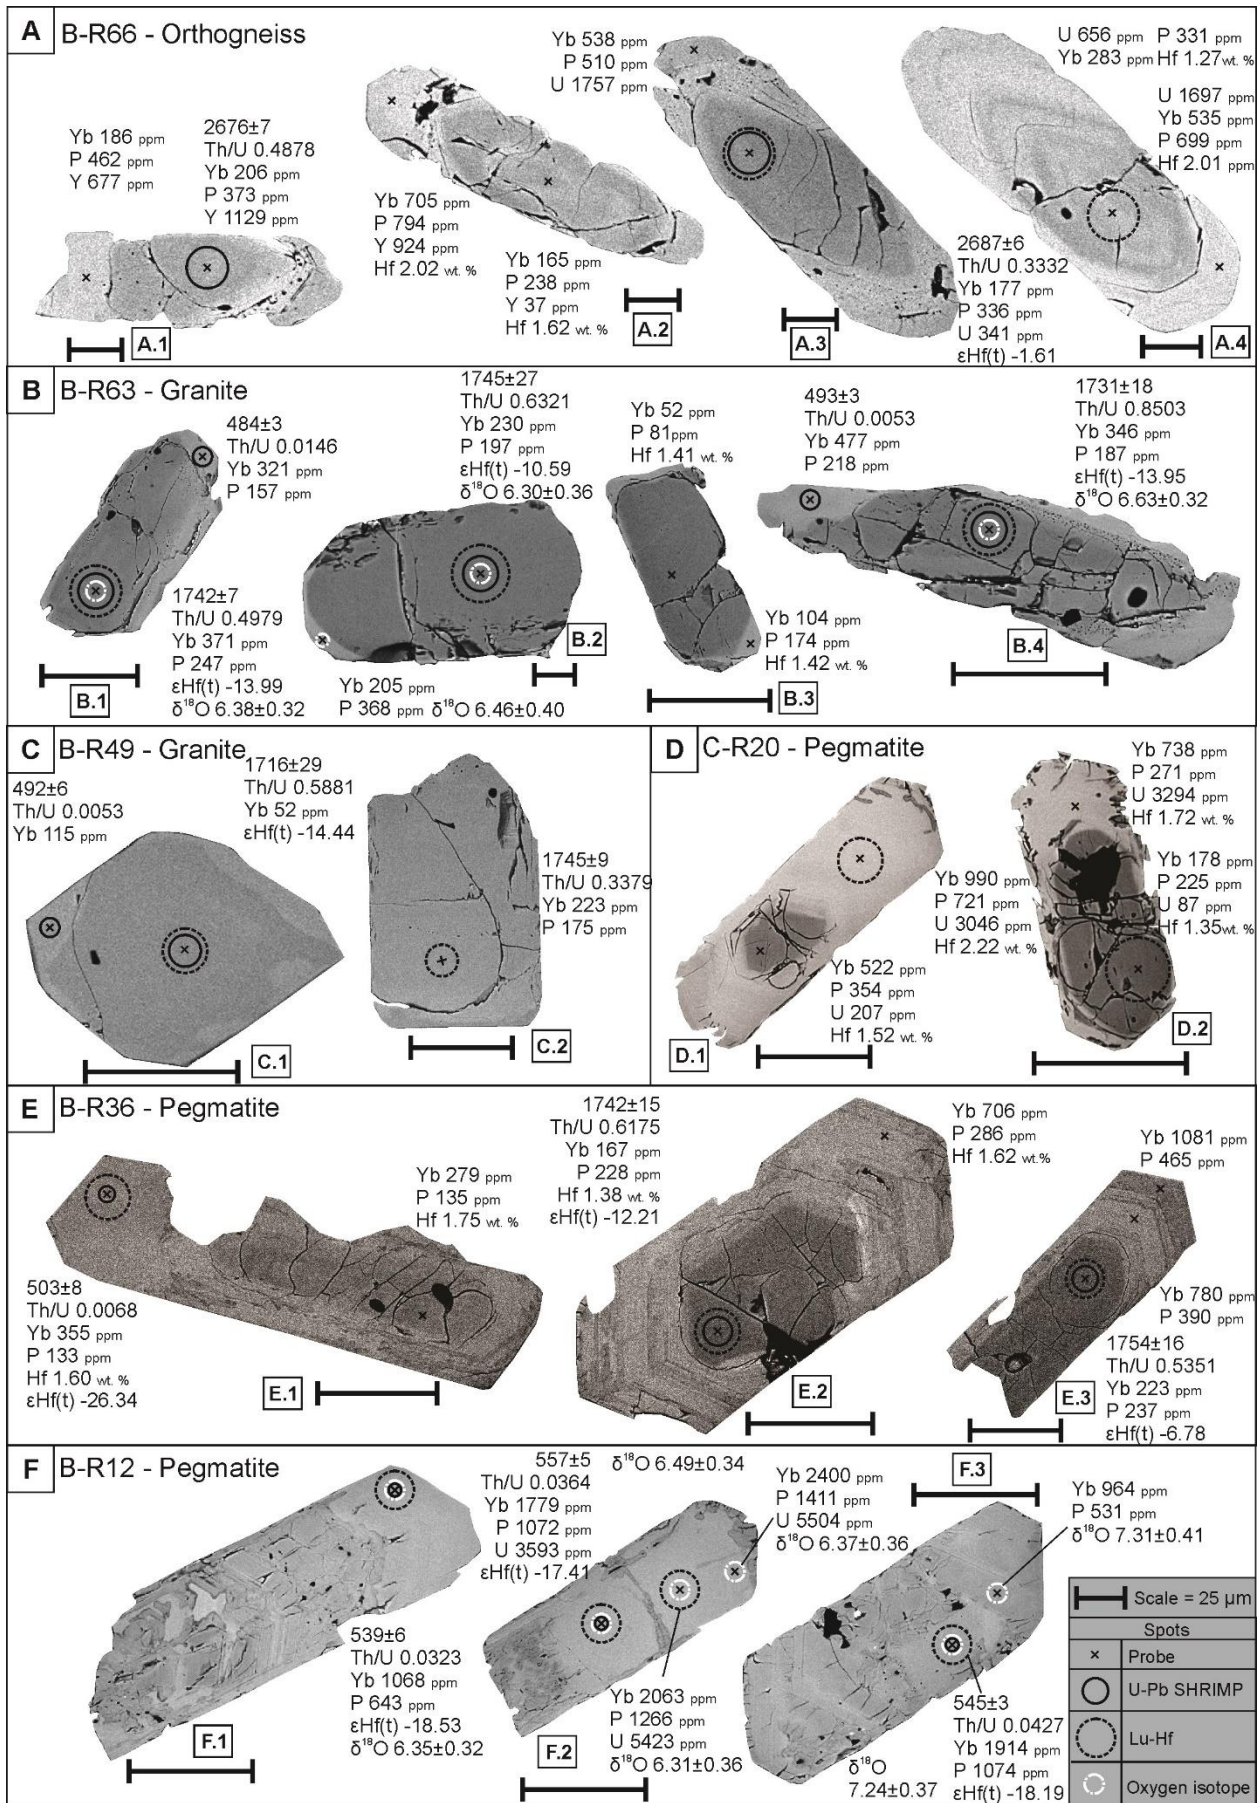 A B-R66 - Orthogneiss
Yb 186 ppm
P 462 ppm
Y 677 ppm
2676±7
Th/U 0.4878
Yb 206 ppm
P 373 ppm
Y 1129 ppm
A.1
Yb 705 ppm
P 794 ppm
Y 924 ppm
Hf 2.02 wt. %
Yb 165 ppm
P 238 ppm
Y 37 ppm
Hf 1.62 wt. %
A.2
Yb 538 ppm
P 510 ppm
U 1757 ppm
2687±6
Th/U 0.3332
Yb 177 ppm
P 336 ppm
U 341 ppm
εHf(t) -1.61
A.3
U 656 ppm P 331 ppm
Yb 283 ppm Hf 1.27 wt. %
U 1697 ppm
Yb 535 ppm
P 699 ppm
Hf 2.01 ppm
A.4
B B-R63 - Granite
484±3
Th/U 0.0146
Yb 321 ppm
P 157 ppm
1742±7
Th/U 0.4979
Yb 371 ppm
P 247 ppm
εHf(t) -13.99
δ¹⁸O 6.38±0.32
B.1
1745±27
Th/U 0.6321
Yb 230 ppm
P 197 ppm
εHf(t) -10.59
δ¹⁸O 6.30±0.36
Yb 205 ppm
P 368 ppm δ¹⁸O 6.46±0.40
B.2
Yb 52 ppm
P 81ppm
Hf 1.41 wt. %
Yb 104 ppm
P 174 ppm
Hf 1.42 wt. %
B.3
493±3
Th/U 0.0053
Yb 477 ppm
P 218 ppm
1731±18
Th/U 0.8503
Yb 346 ppm
P 187 ppm
εHf(t) -13.95
δ¹⁸O 6.63±0.32
B.4
C B-R49 - Granite
492±6
Th/U 0.0053
Yb 115 ppm
1716±29
Th/U 0.5881
Yb 52 ppm
εHf(t) -14.44
C.1
1745±9
Th/U 0.3379
Yb 223 ppm
P 175 ppm
C.2
D C-R20 - Pegmatite
Yb 990 ppm
P 721 ppm
U 3046 ppm
Hf 2.22 wt. %
Yb 522 ppm
P 354 ppm
U 207 ppm
Hf 1.52 wt. %
D.1
Yb 738 ppm
P 271 ppm
U 3294 ppm
Hf 1.72 wt. %
Yb 178 ppm
P 225 ppm
U 87 ppm
Hf 1.35wt. %
D.2
E B-R36 - Pegmatite
503±8
Th/U 0.0068
Yb 355 ppm
P 133 ppm
Hf 1.60 wt. %
εHf(t) -26.34
Yb 279 ppm
P 135 ppm
Hf 1.75 wt. %
E.1
1742±15
Th/U 0.6175
Yb 167 ppm
P 228 ppm
Hf 1.38 wt. %
εHf(t) -12.21
Yb 706 ppm
P 286 ppm
Hf 1.62 wt.%
E.2
Yb 1081 ppm
P 465 ppm
Yb 780 ppm
P 390 ppm
1754±16
Th/U 0.5351
Yb 223 ppm
P 237 ppm
εHf(t) -6.78
E.3
F B-R12 - Pegmatite
539±6
Th/U 0.0323
Yb 1068 ppm
P 643 ppm
εHf(t) -18.53
δ¹⁸O 6.35±0.32
F.1
557±5 δ¹⁸O 6.49±0.34
Th/U 0.0364
Yb 1779 ppm
P 1072 ppm
U 3593 ppm
εHf(t) -17.41
Yb 2400 ppm
P 1411 ppm
U 5504 ppm
δ¹⁸O 6.37±0.36
Yb 2063 ppm
P 1266 ppm
U 5423 ppm
δ¹⁸O 6.31±0.36
F.2
F.3
Yb 964 ppm
P 531 ppm
δ¹⁸O 7.31±0.41
δ¹⁸O
7.24±0.37
545±3
Th/U 0.0427
Yb 1914 ppm
P 1074 ppm
εHf(t) -18.19
Scale = 25 µm
Spots
Probe
U-Pb SHRIMP
Lu-Hf
Oxygen isotope